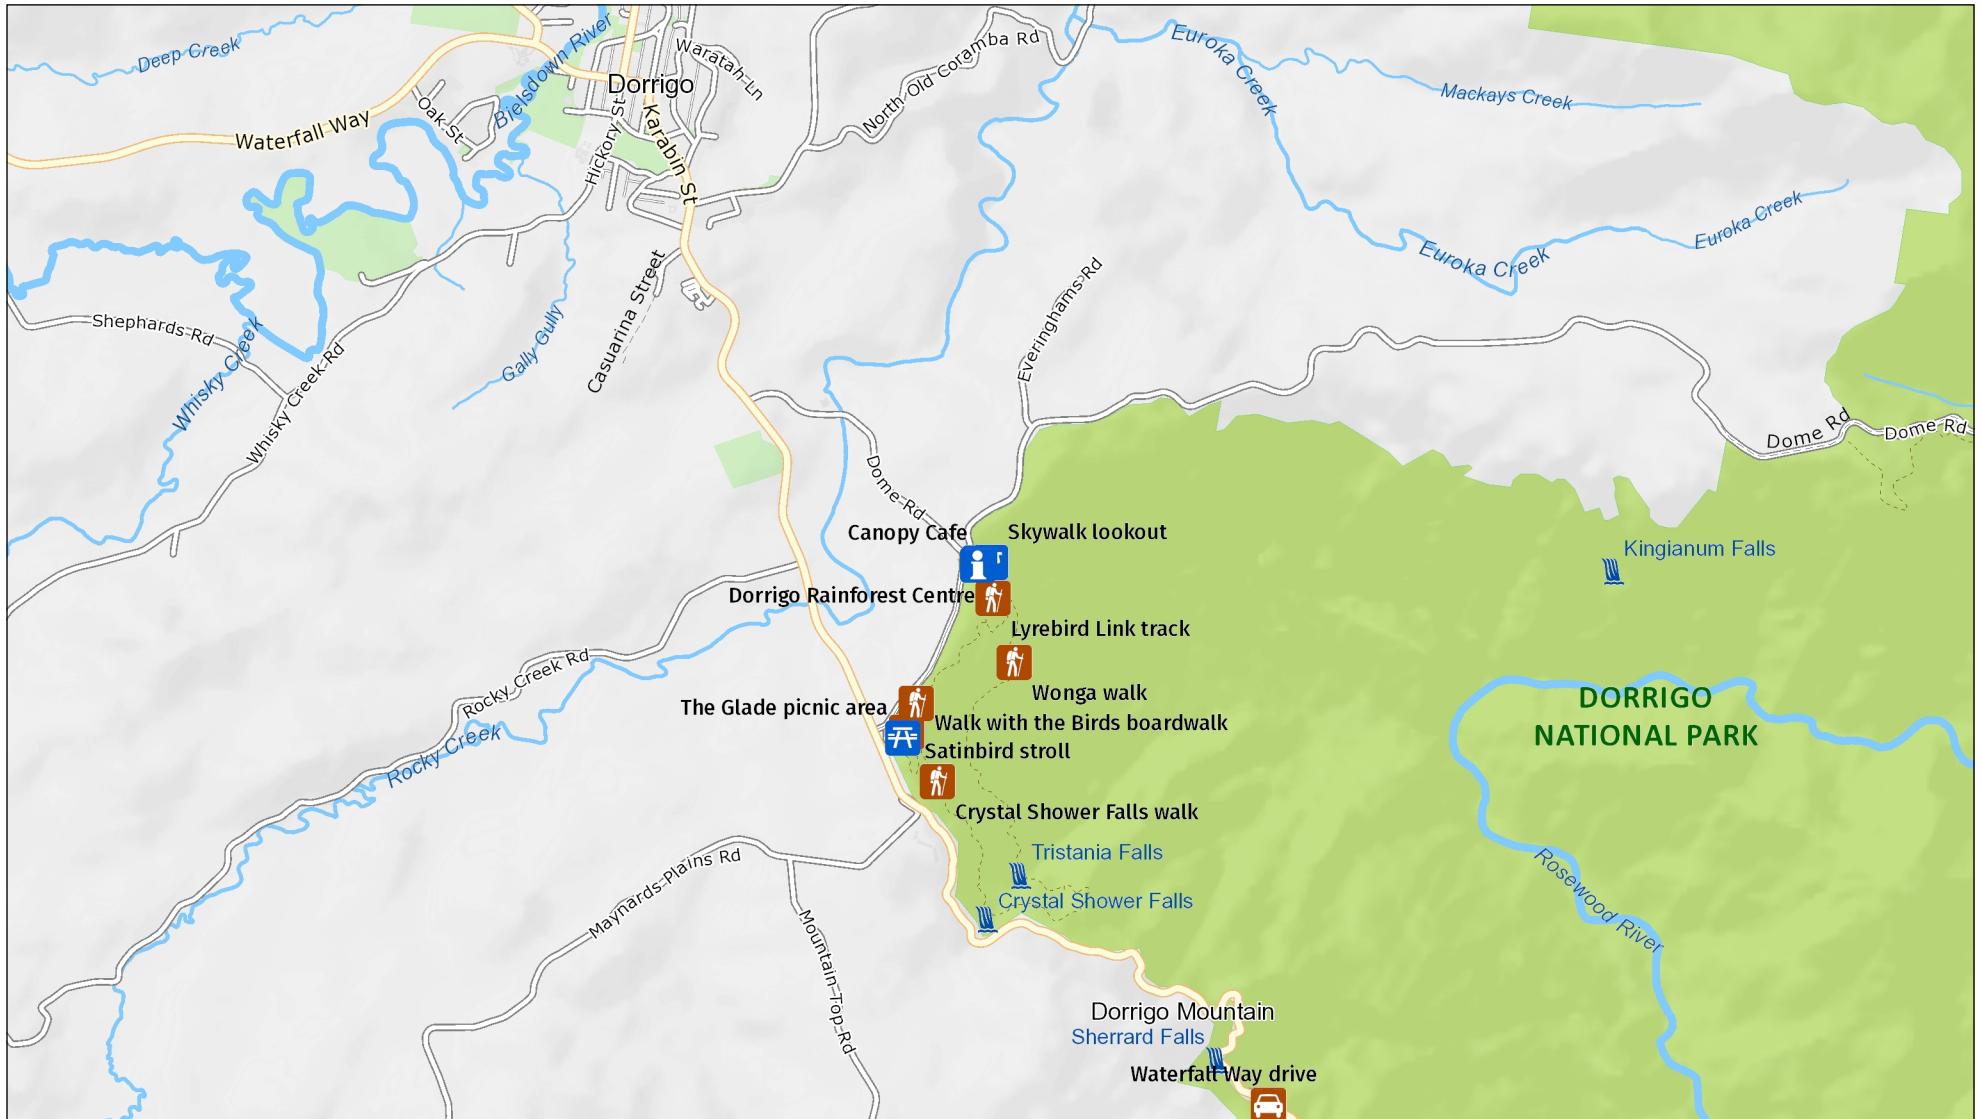 Deep Creek
Bielsdown River
Waratah Ln
Dorrigo
North Old Coramba Rd
Euroka Creek
Mackays Creek
Waterfall Way
Oak St
Hickory St
Karabin St
Euroka Creek
Euroka Creek
Casuarina Street
Everinghams Rd
Shephards Rd
Whisky Creek
Whisky Creek Rd
Gally Gully
Dome Rd
Dome Rd
Dome Rd
Canopy Cafe
Skywalk lookout
Kingianum Falls
Dorrigo Rainforest Centre
Lyrebird Link track
Rocky Creek Rd
Wonga walk
The Glade picnic area
Walk with the Birds boardwalk
Satinbird stroll
DORRIGO
NATIONAL PARK
Rocky Creek
Crystal Shower Falls walk
Tristania Falls
Crystal Shower Falls
Maynards Plains Rd
Mountain Top Rd
Rosewood River
Dorrigo Mountain
Sherrard Falls
Waterfall Way drive